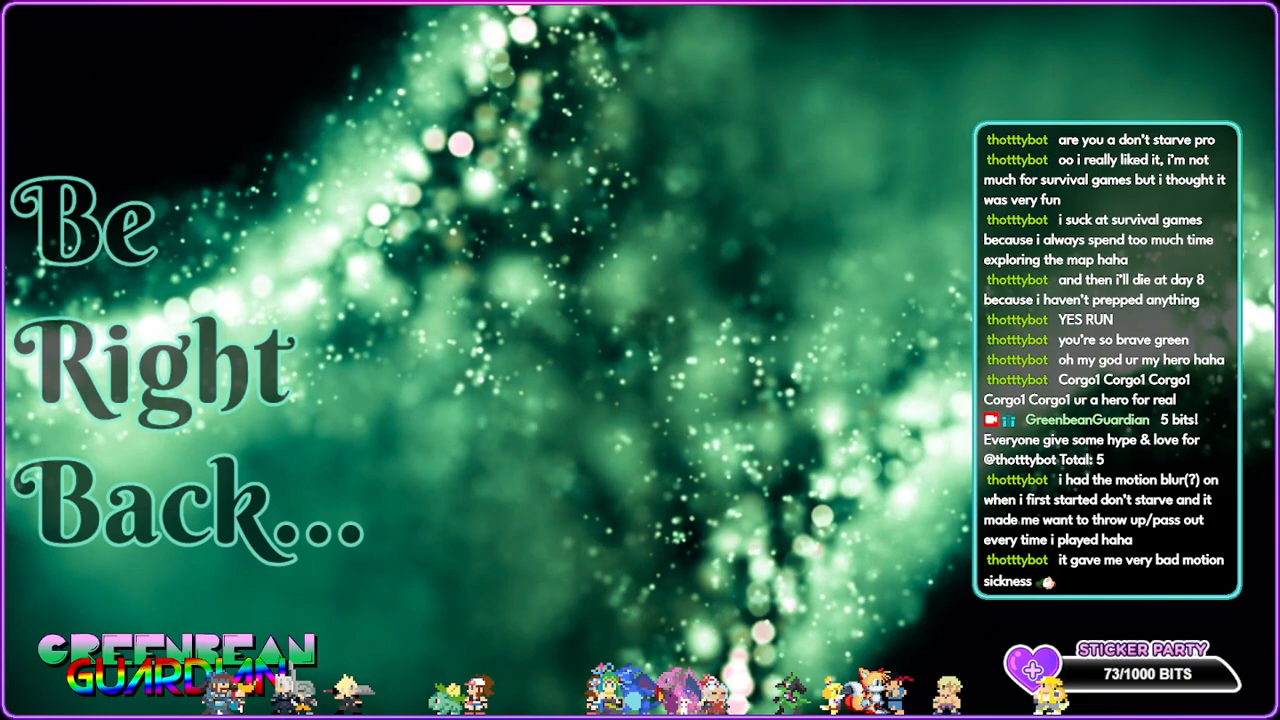 Be
Right
Back...
thotttybot are you a don't starve pro
thotttybot oo i really liked it, i'm not
much for survival games but i thought it
was very fun
thotttybot i suck at survival games
because i always spend too much time
exploring the map haha
thotttybot and then i'll die at day 8
because i haven't prepped anything
thotttybot YES RUN
thotttybot you're so brave green
thotttybot oh my god ur my hero haha
thotttybot Corgo1 Corgo1 Corgo1
Corgo1 Corgo1 ur a hero for real
GreenbeanGuardian 5 bits!
Everyone give some hype & love for
@thotttybot Total: 5
thotttybot i had the motion blur(?) on
when i first started don't starve and it
made me want to throw up/pass out
every time i played haha
thotttybot it gave me very bad motion
sickness
GREENBEAN
GUARDIAN
STICKER PARTY
73/1000 BITS